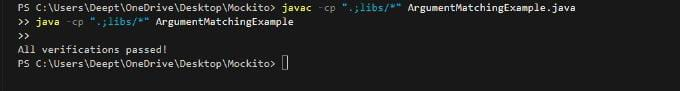 PS C:\Users\Deept\OneDrive\Desktop\Mockito> javac -cp ".;libs/*" ArgumentMatchingExample.java
>> java -cp ".;libs/*" ArgumentMatchingExample
>>
All verifications passed!
PS C:\Users\Deept\OneDrive\Desktop\Mockito>